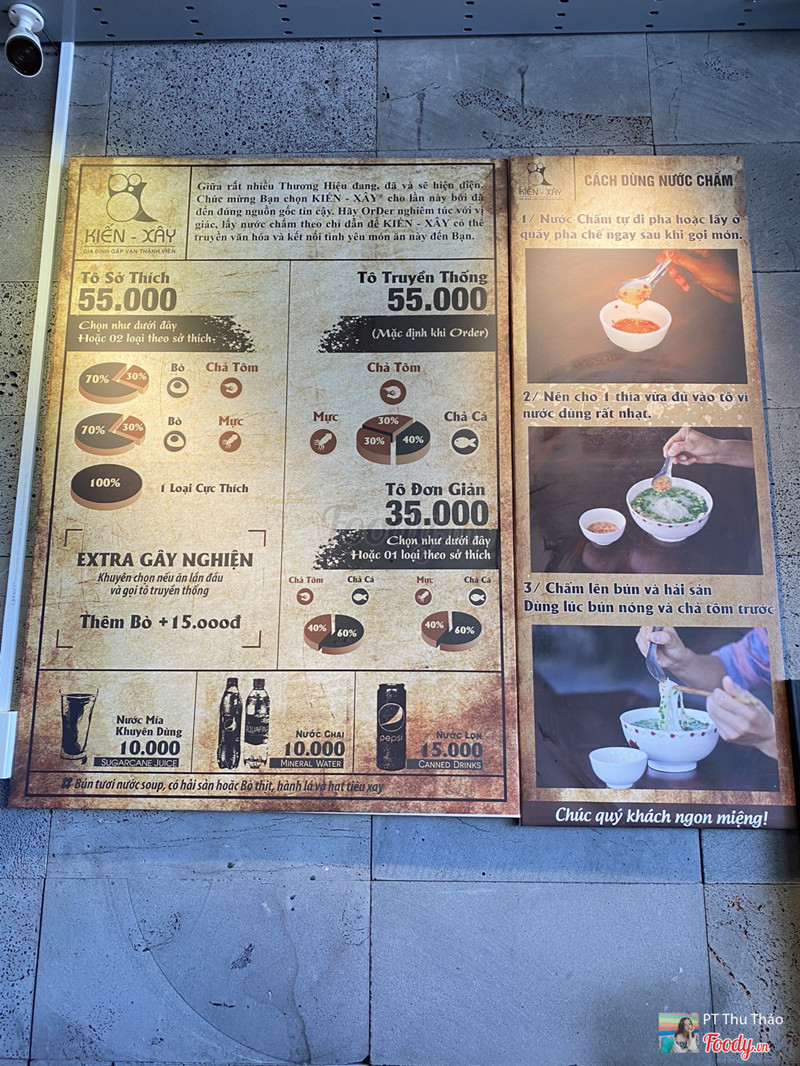 KIẾN - XÂY
GIA ĐÌNH GẶP VẠN THÀNH VIÊN
Giữa rất nhiều Thương Hiệu đang, đã và sẽ hiện diện.
Chúc mừng Bạn chọn KIẾN - XÂY® cho lần này bởi đã
đến đúng nguồn gốc tin cậy. Hãy OrDer nghiêm túc với vị
giác, lấy nước chấm theo chỉ dẫn để KIẾN - XÂY có thể
truyền văn hóa và kết nối tình yêu món ăn này đến Bạn.
Tô Sở Thích
55.000
Chọn như dưới đây
Hoặc 02 loại theo sở thích
70% 30% Bò Chả Tôm
70% 30% Bò Mực
100% 1 Loại Cực Thích
EXTRA GÂY NGHIỆN
Khuyên chọn nếu ăn lần đầu
và gọi tô truyền thống
Thêm Bò +15.000đ
Tô Truyền Thống
55.000
(Mặc định khi Order)
Chả Tôm
Mực 30% 30% 40% Chả Cá
Tô Đơn Giản
35.000
Chọn như dưới đây
Hoặc 01 loại theo sở thích
Chả Tôm Chả Cá Mực Chả Cá
40% 60% 40% 60%
Nước Mía
Khuyên Dùng
10.000
SUGARCANE JUICE
AQUAFINA
Nước Chai
10.000
MINERAL WATER
pepsi
Nước Lon
15.000
CANNED DRINKS
Bún tươi nước soup, có hải sản hoặc Bò thịt, hành lá và hạt tiêu xay
KIẾN - XÂY
CÁCH DÙNG NƯỚC CHẤM
1/ Nước Chấm tự đi pha hoặc lấy ở
quầy pha chế ngay sau khi gọi món.
2/ Nên cho 1 thìa vừa đủ vào tô vì
nước dùng rất nhạt.
3/ Chấm lên bún và hải sản
Dùng lúc bún nóng và chả tôm trước
Chúc quý khách ngon miệng!
Foody
PT Thu Thảo
Foody.vn